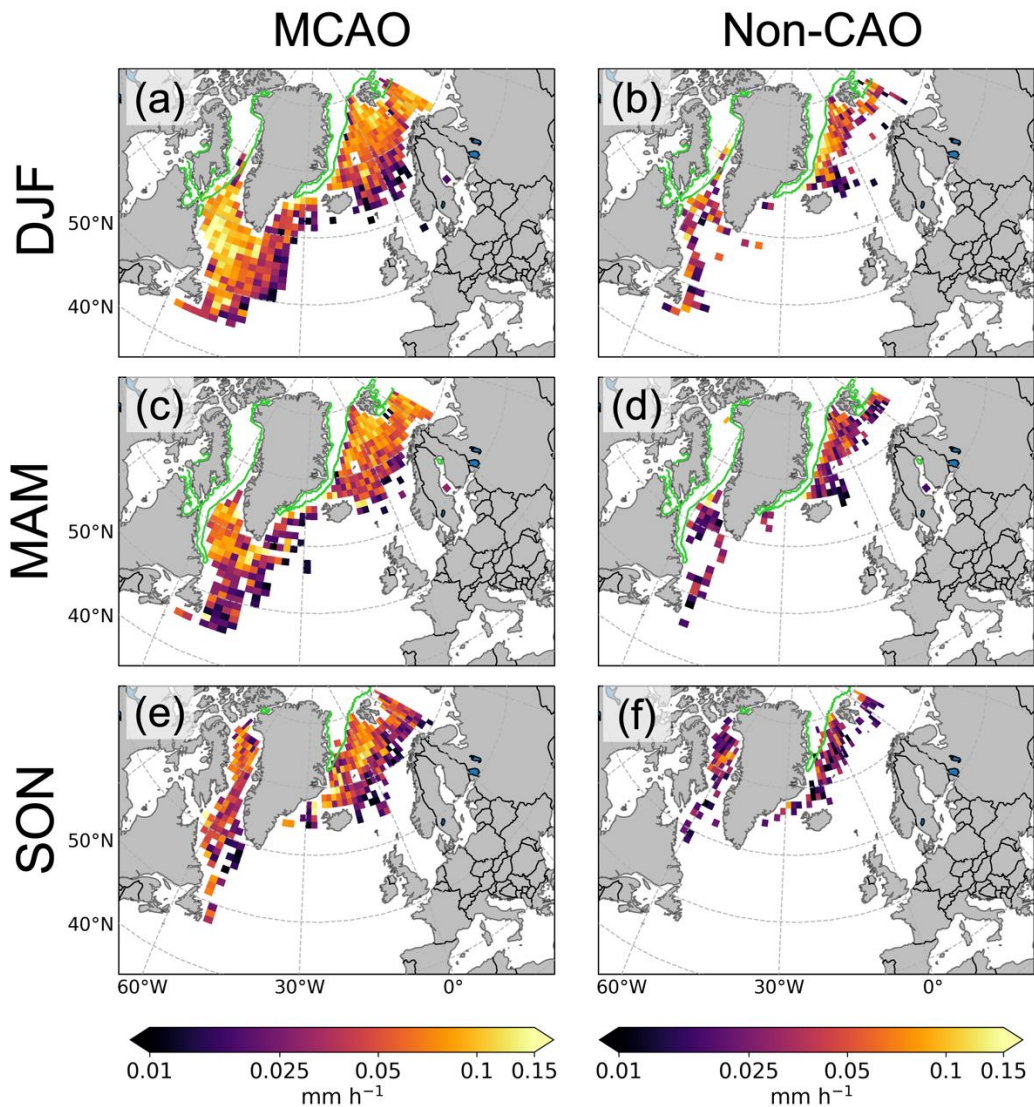 MCAO Non-CAO
DJF
(a) (b)
50°N
40°N
MAM
(c) (d)
50°N
40°N
SON
(e) (f)
50°N
40°N
60°W 30°W 0° 60°W 30°W 0°
0.01 0.025 0.05 0.1 0.15 0.01 0.025 0.05 0.1 0.15
mm h⁻¹ mm h⁻¹